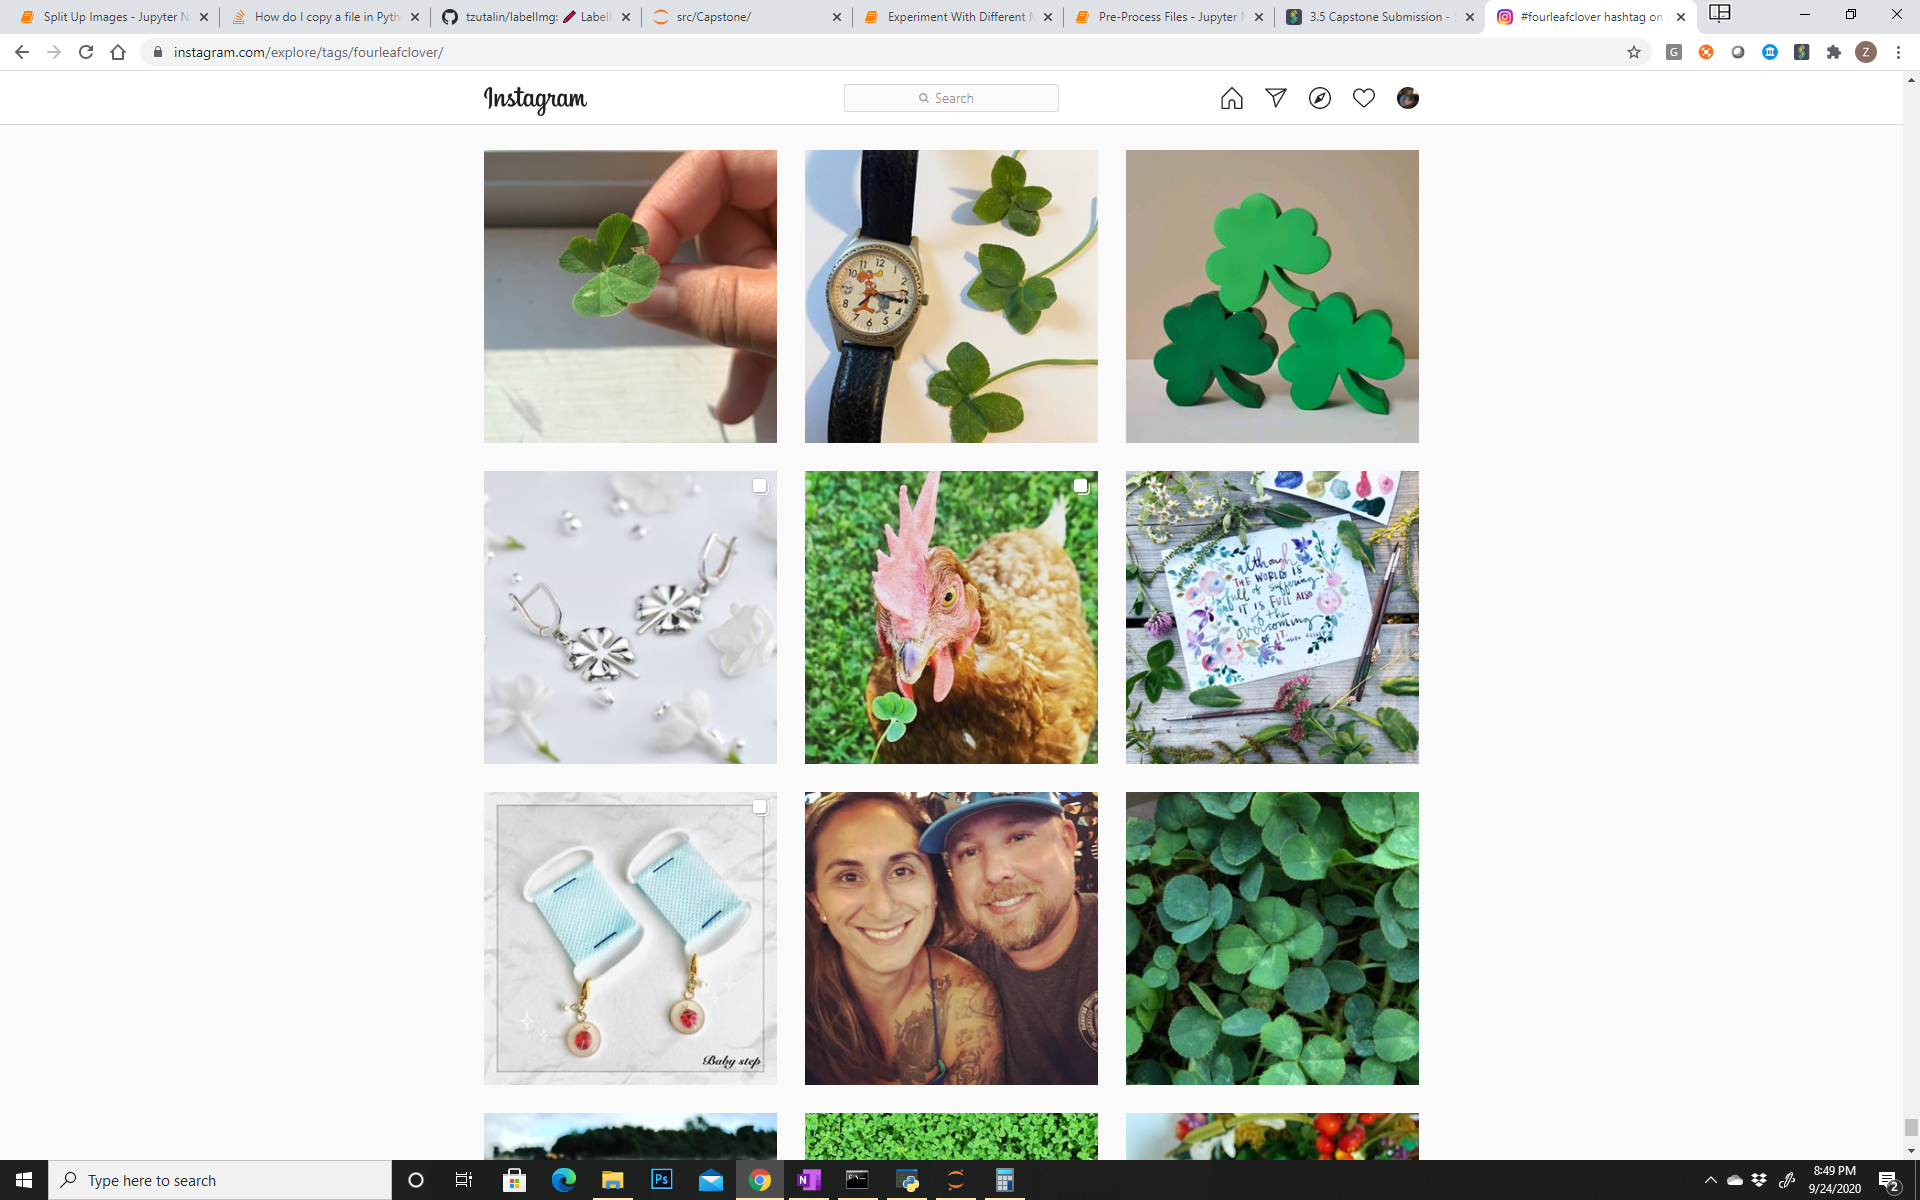 Split Up Images - Jupyter N
How do I copy a file in Pyth
tzutalin/labelImg:
Labell
src/Capstone/
Experiment With Different M
Pre-Process Files - Jupyter N
3.5 Capstone Submission - S
#fourleafclover hashtag on
instagram.com/explore/tags/fourleafclover/
G
Z
Instagram
Search
although
THE WORLD IS
full of suffering,
IT IS FULL ALSO
of the
overcoming
OF IT.
Baby step
Type here to search
Ps
N
8:49 PM
9/24/2020
2